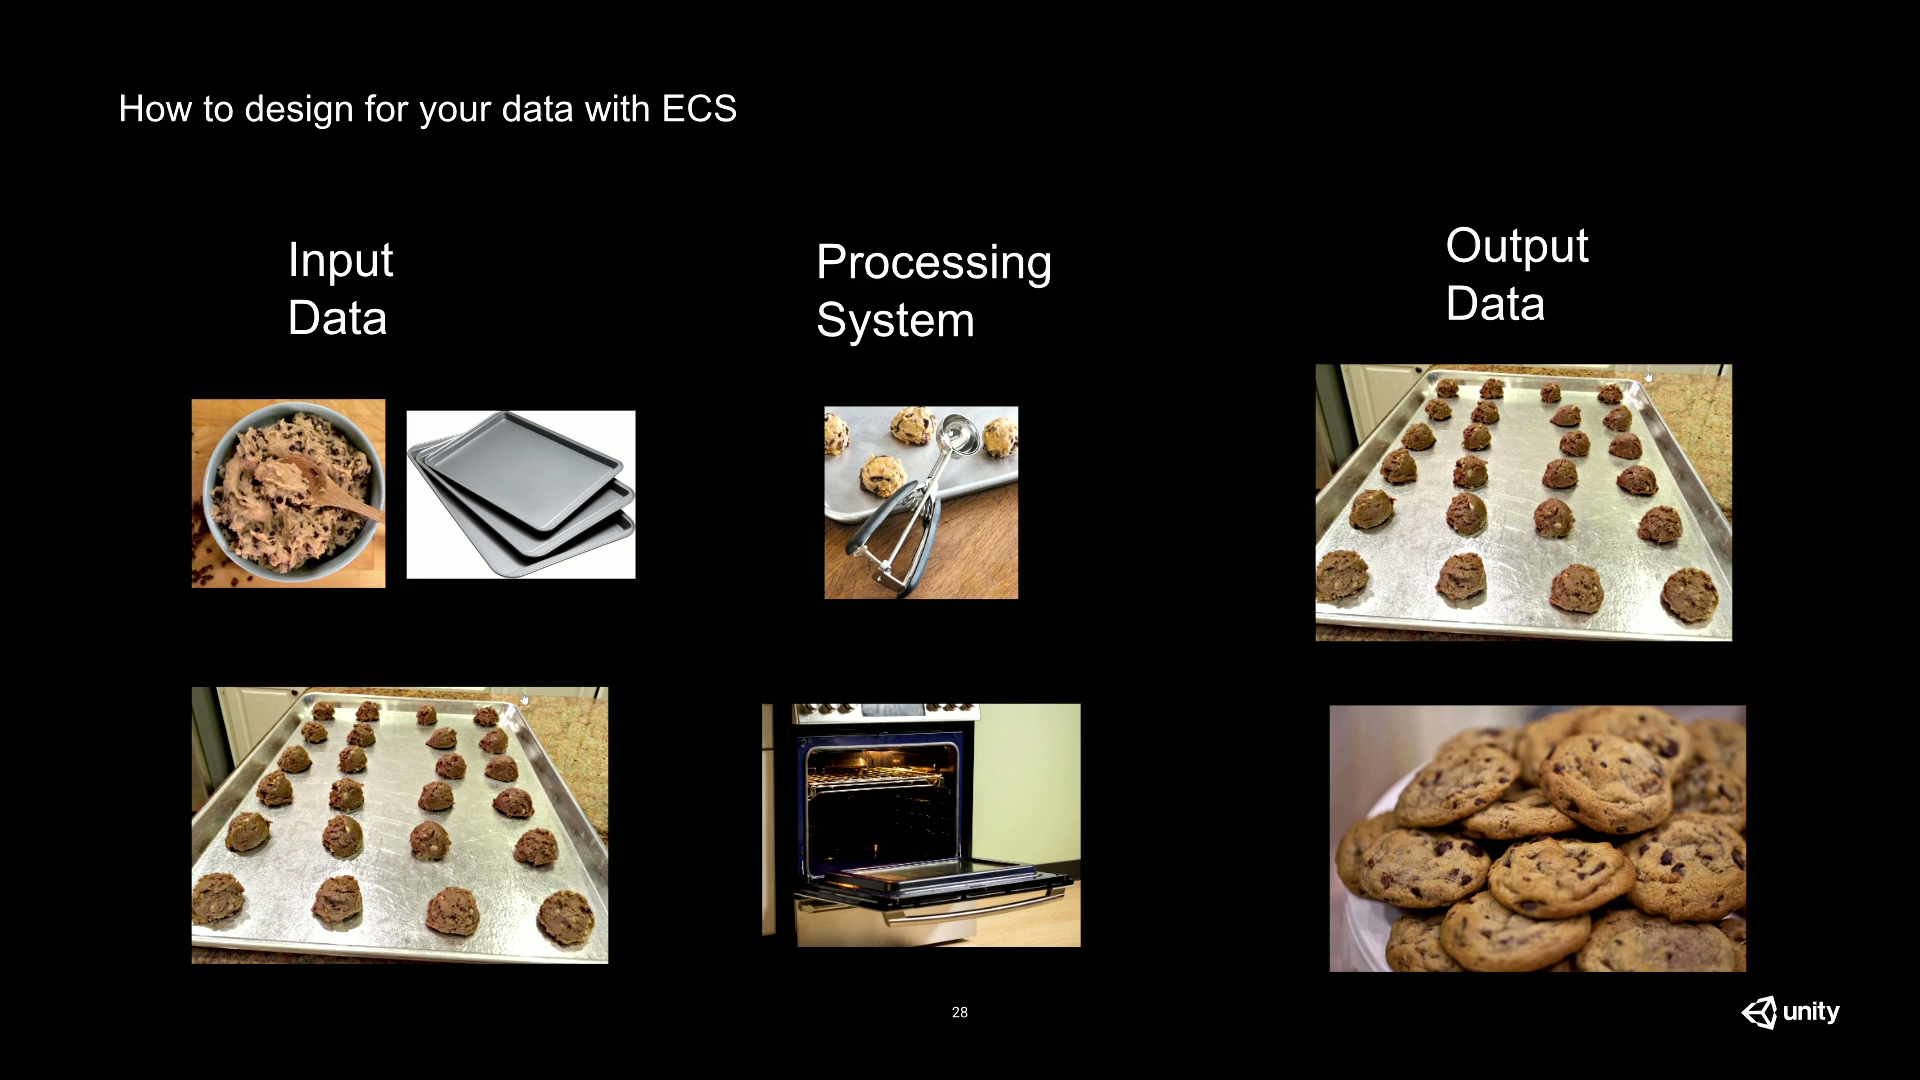 How to design for your data with ECS
Input
Data
Processing
System
Output
Data
28
unity